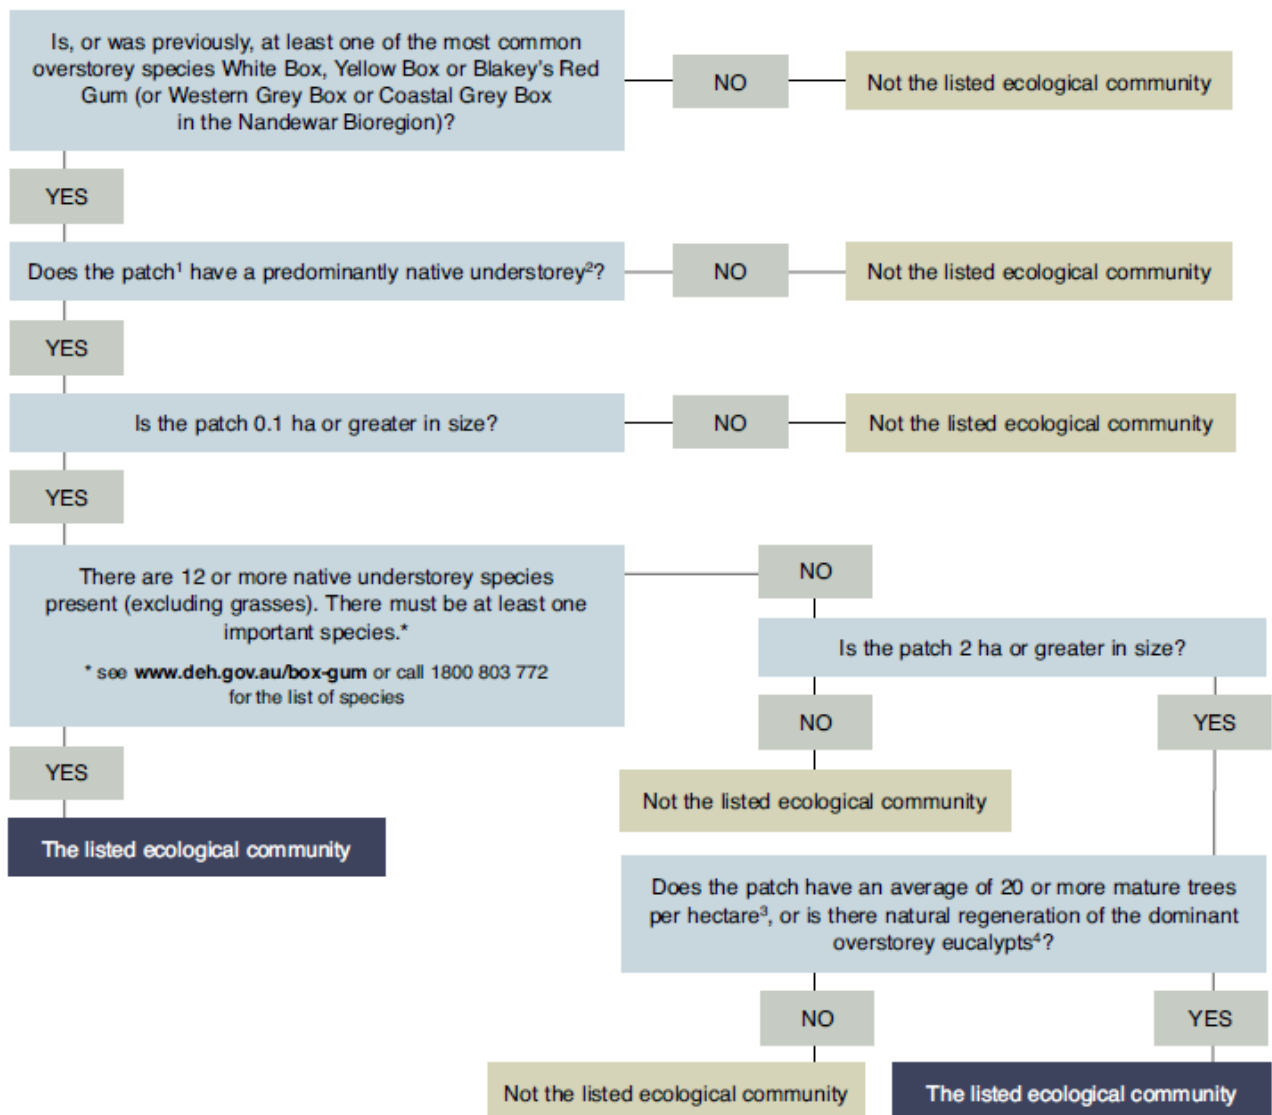 Is, or was previously, at least one of the most common
overstorey species White Box, Yellow Box or Blakey's Red
Gum (or Western Grey Box or Coastal Grey Box
in the Nandewar Bioregion)?
NO
Not the listed ecological community
YES
Does the patch¹ have a predominantly native understorey²?
NO
Not the listed ecological community
YES
Is the patch 0.1 ha or greater in size?
NO
Not the listed ecological community
YES
There are 12 or more native understorey species
present (excluding grasses). There must be at least one
important species.*
* see www.deh.gov.au/box-gum or call 1800 803 772
for the list of species
NO
Is the patch 2 ha or greater in size?
NO
YES
YES
Not the listed ecological community
The listed ecological community
Does the patch have an average of 20 or more mature trees
per hectare³, or is there natural regeneration of the dominant
overstorey eucalypts⁴?
NO
YES
Not the listed ecological community
The listed ecological community